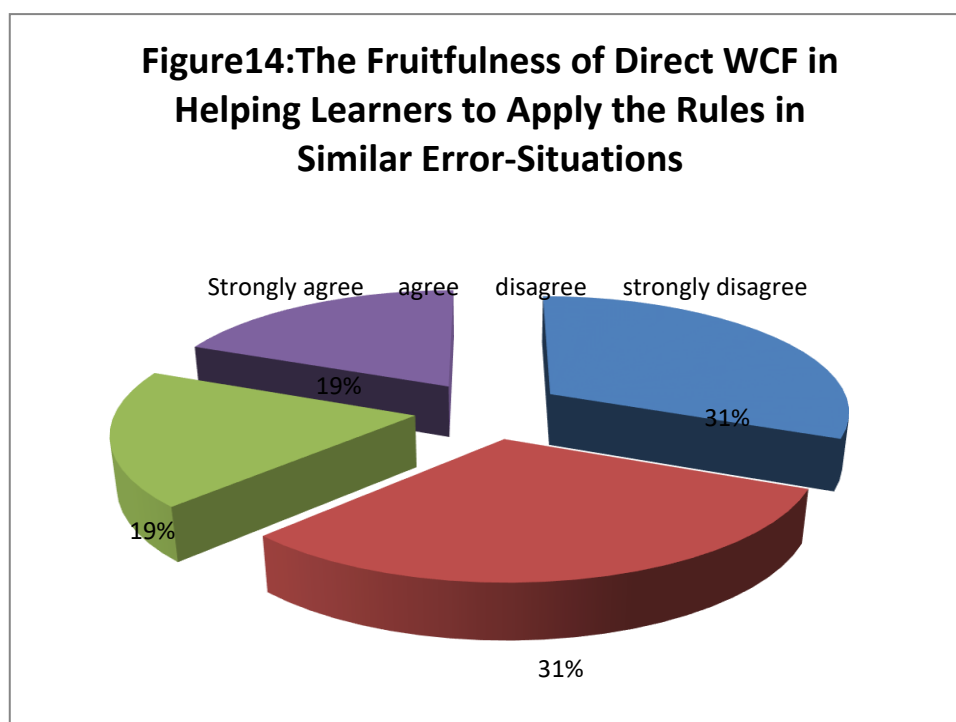 Figure14:The Fruitfulness of Direct WCF in
Helping Learners to Apply the Rules in
Similar Error-Situations
Strongly agree agree disagree strongly disagree
19%
31%
19%
31%